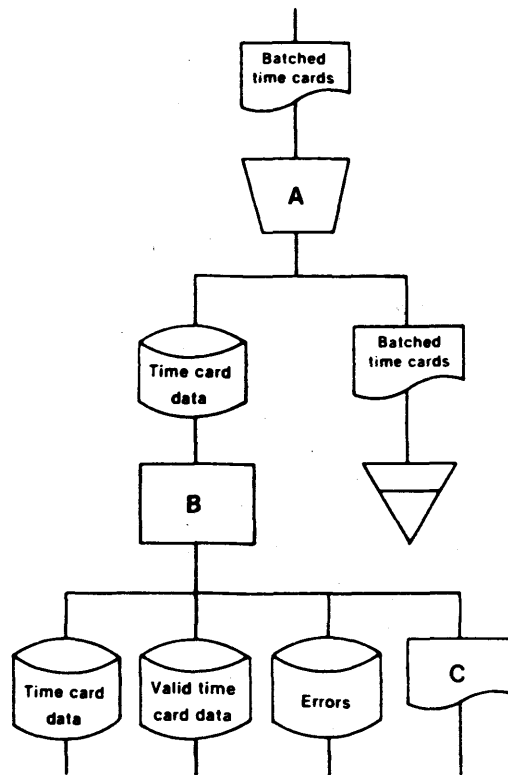 Batched
time cards
A
Time card
data
Batched
time cards
B
Time card
data
Valid time
card data
Errors
C